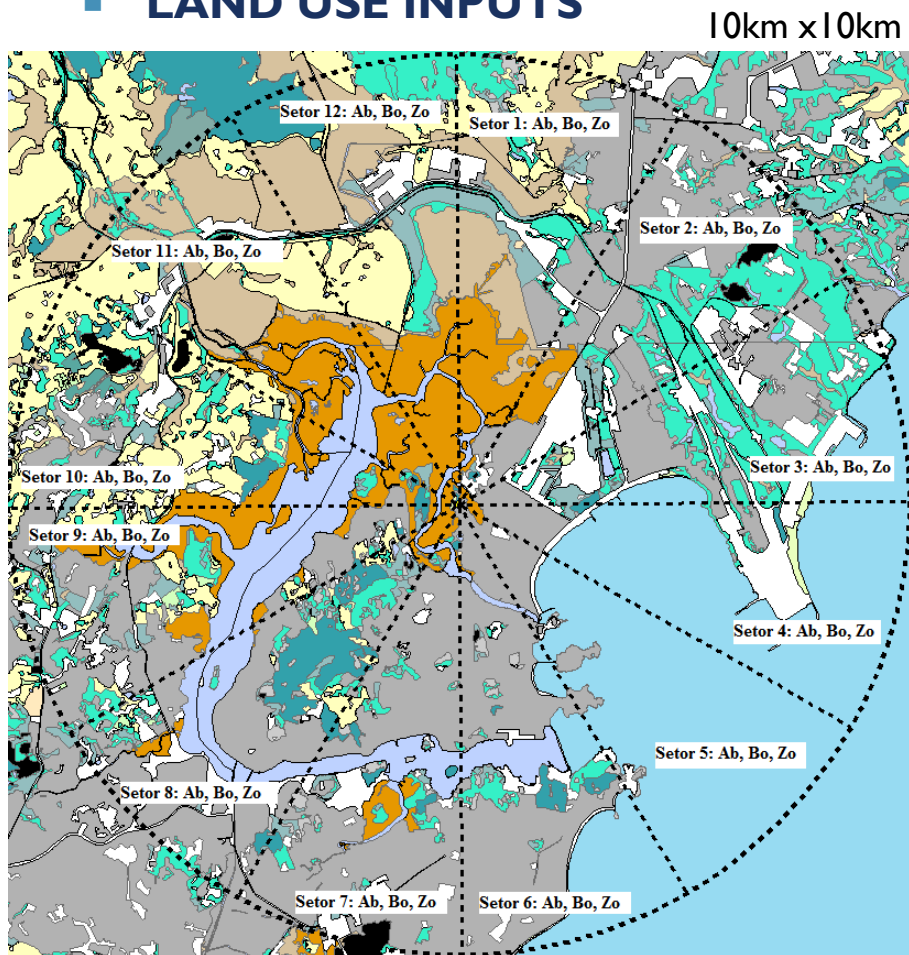 LAND USE INPUTS
10km x10km
Setor 12: Ab, Bo, Zo
Setor 1: Ab, Bo, Zo
Setor 2: Ab, Bo, Zo
Setor 11: Ab, Bo, Zo
Setor 3: Ab, Bo, Zo
Setor 10: Ab, Bo, Zo
Setor 9: Ab, Bo, Zo
Setor 4: Ab, Bo, Zo
Setor 5: Ab, Bo, Zo
Setor 8: Ab, Bo, Zo
Setor 7: Ab, Bo, Zo
Setor 6: Ab, Bo, Zo